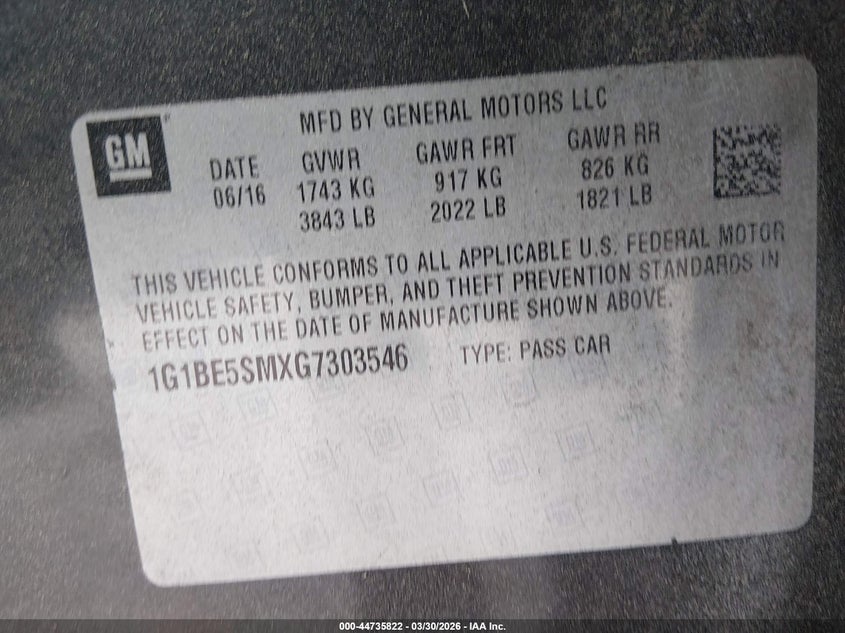 GM
MFD BY GENERAL MOTORS LLC
DATE GVWR GAWR FRT GAWR RR
06/16 1743 KG 917 KG 826 KG
3843 LB 2022 LB 1821 LB
THIS VEHICLE CONFORMS TO ALL APPLICABLE U.S. FEDERAL MOTOR
VEHICLE SAFETY, BUMPER, AND THEFT PREVENTION STANDARDS IN
EFFECT ON THE DATE OF MANUFACTURE SHOWN ABOVE.
1G1BE5SMXG7303546 TYPE: PASS CAR
000-44735822 - 03/30/2026 - IAA Inc.